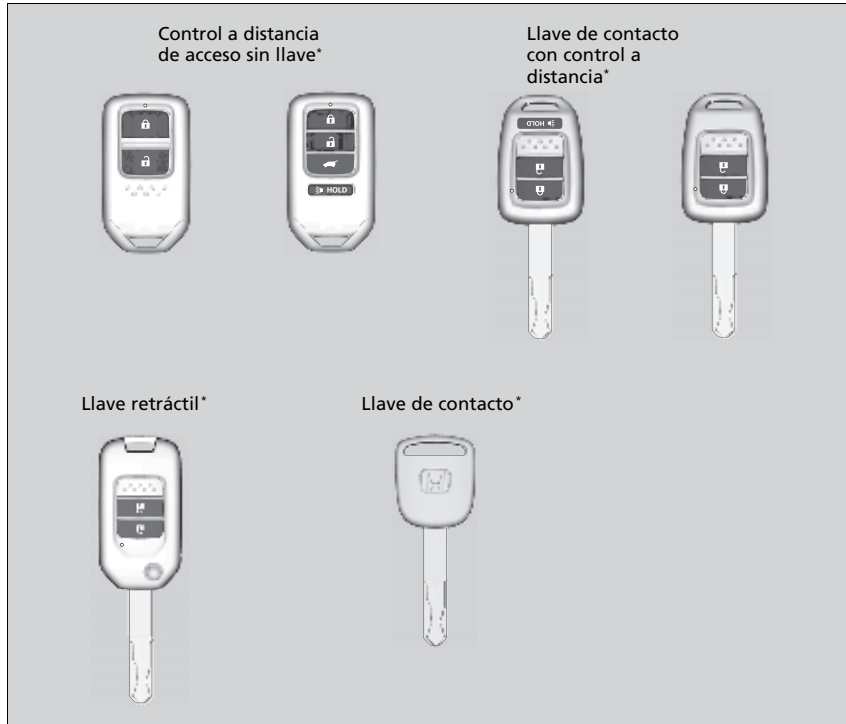 Control a distancia
de acceso sin llave*
Llave de contacto
con control a
distancia*
HOLD
HOLD
Llave retráctil*
Llave de contacto*